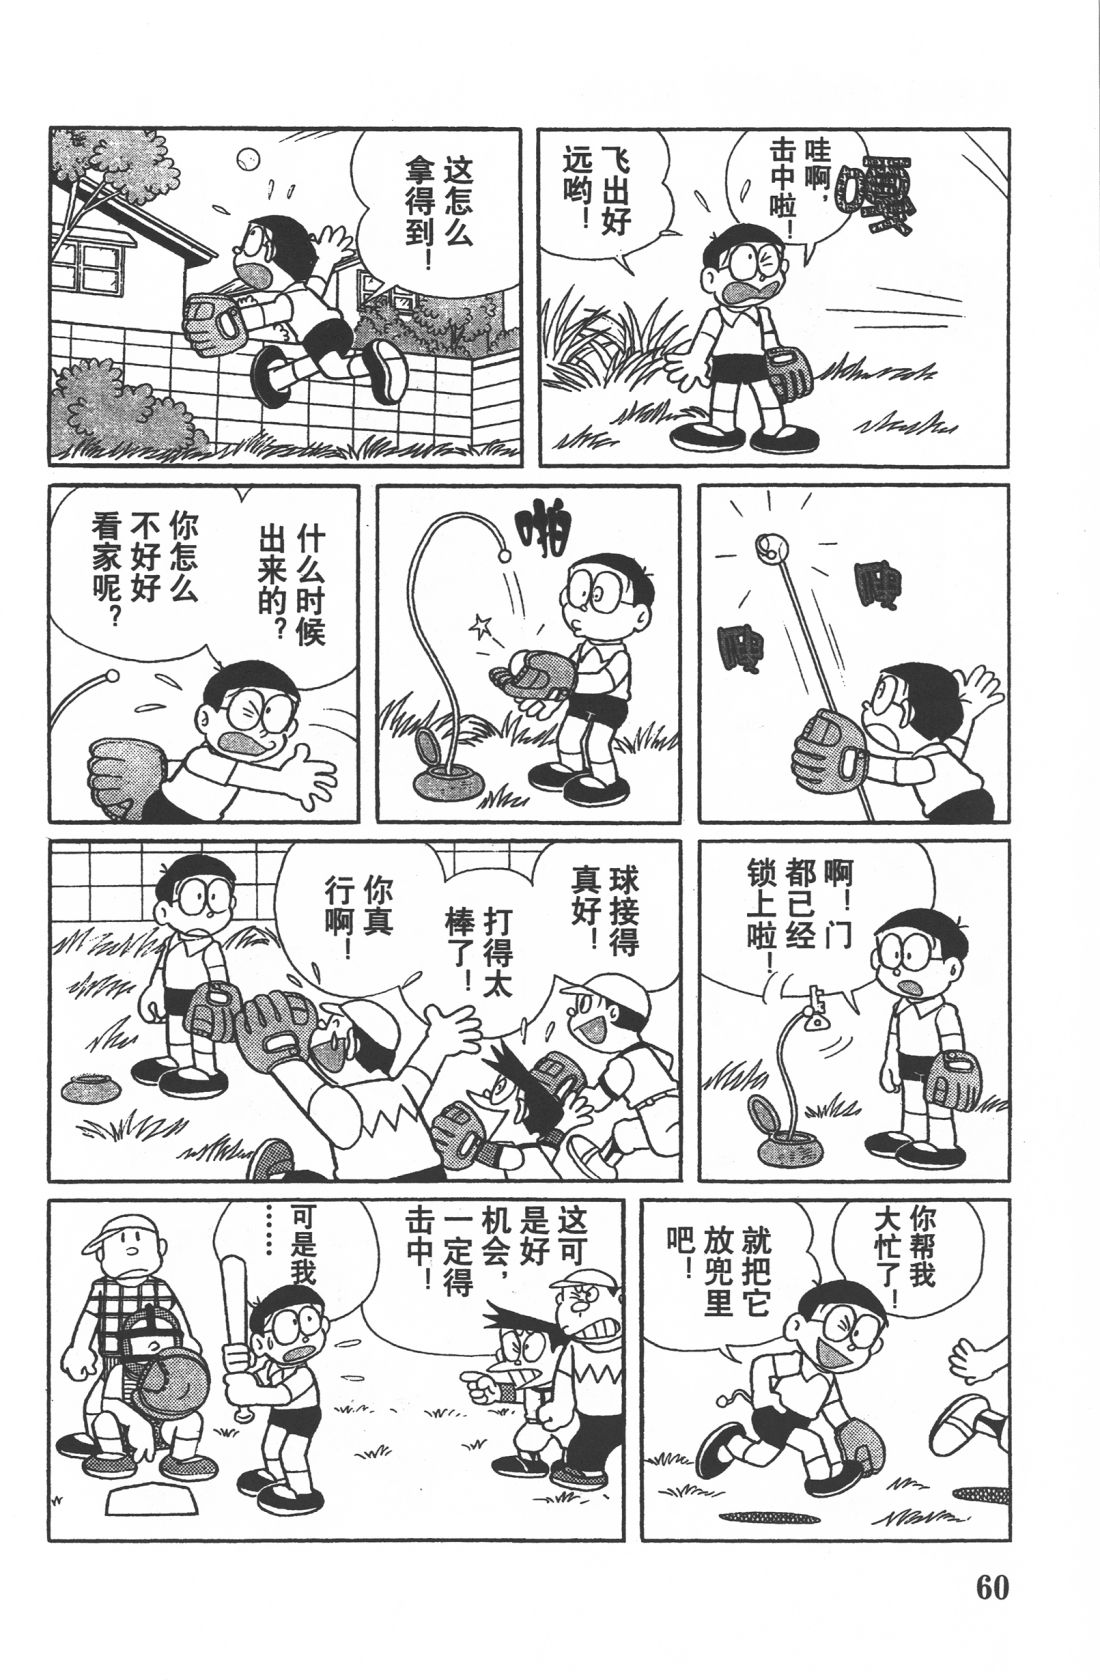 哇啊，
击中啦！
飞出好
远哟！
这怎么
拿得到！
嗖
嗖
啪
什么时候
出来的？
你怎么
不好好
看家呢？
啊！门
都已经
锁上啦！
球接得
真好！
打得太
棒了！
你真
行啊！
你帮我
大忙了！
就把它
放兜里
吧！
这可
是好
机会，
一定得
击中！
可是我
……
60